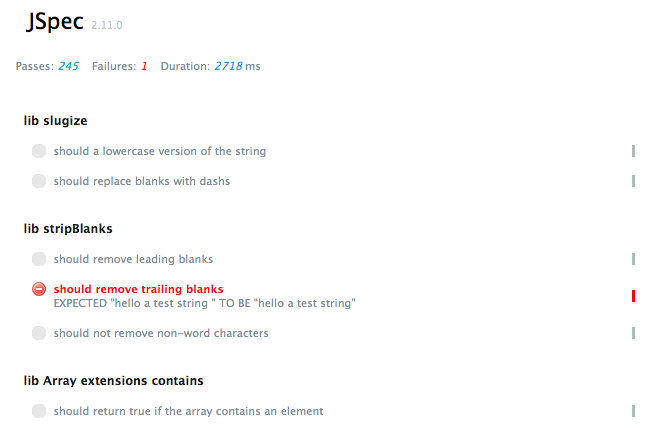 JSpec 2.11.0
Passes: 245 Failures: 1 Duration: 2718 ms
lib slugize
should a lowercase version of the string
should replace blanks with dashs
lib stripBlanks
should remove leading blanks
should remove trailing blanks
EXPECTED "hello a test string " TO BE "hello a test string"
should not remove non-word characters
lib Array extensions contains
should return true if the array contains an element